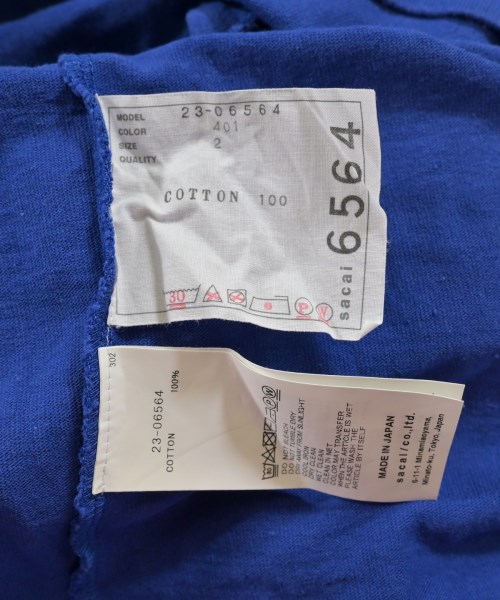 MODEL 23-06564
COLOR 401
SIZE 2
QUALITY
COTTON 100
30
P
sacai 6564
302
23-06564
COTTON 100%
DO NOT BLEACH
DO NOT TUMBLE DRY
DRY AWAY FROM SUNLIGHT
COOL IRON
DRY CLEAN
WET CLEAN
CLEAN IN NET
COLOR MAY TRANSFER
WHEN THE ARTICLE IS WET
PLEASE WASH THE
ARTICLE BY ITSELF
MADE IN JAPAN
sacai/co.,ltd.
5-11-1 Minamiaoyama,
Minato-ku, Tokyo, Japan